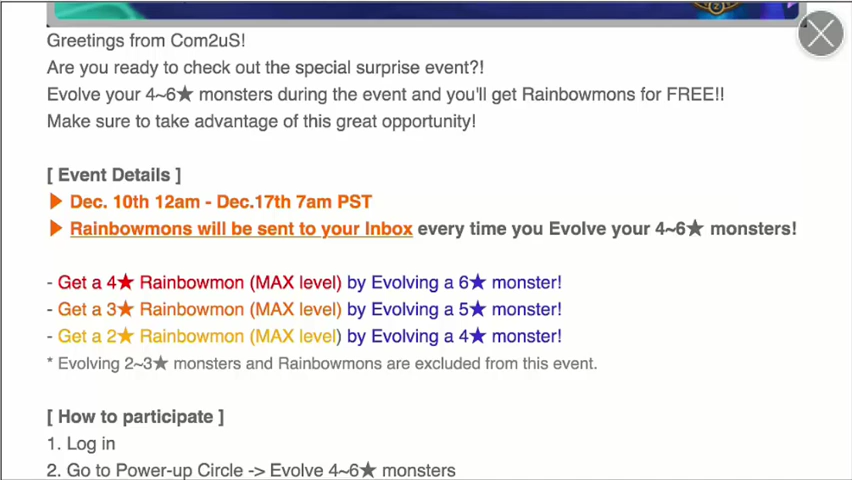 Greetings from Com2uS!
Are you ready to check out the special surprise event?!
Evolve your 4~6★ monsters during the event and you'll get Rainbowmons for FREE!!
Make sure to take advantage of this great opportunity!
[ Event Details ]
▶ Dec. 10th 12am - Dec.17th 7am PST
▶ Rainbowmons will be sent to your Inbox every time you Evolve your 4~6★ monsters!
- Get a 4★ Rainbowmon (MAX level) by Evolving a 6★ monster!
- Get a 3★ Rainbowmon (MAX level) by Evolving a 5★ monster!
- Get a 2★ Rainbowmon (MAX level) by Evolving a 4★ monster!
* Evolving 2~3★ monsters and Rainbowmons are excluded from this event.
[ How to participate ]
1. Log in
2. Go to Power-up Circle -> Evolve 4~6★ monsters